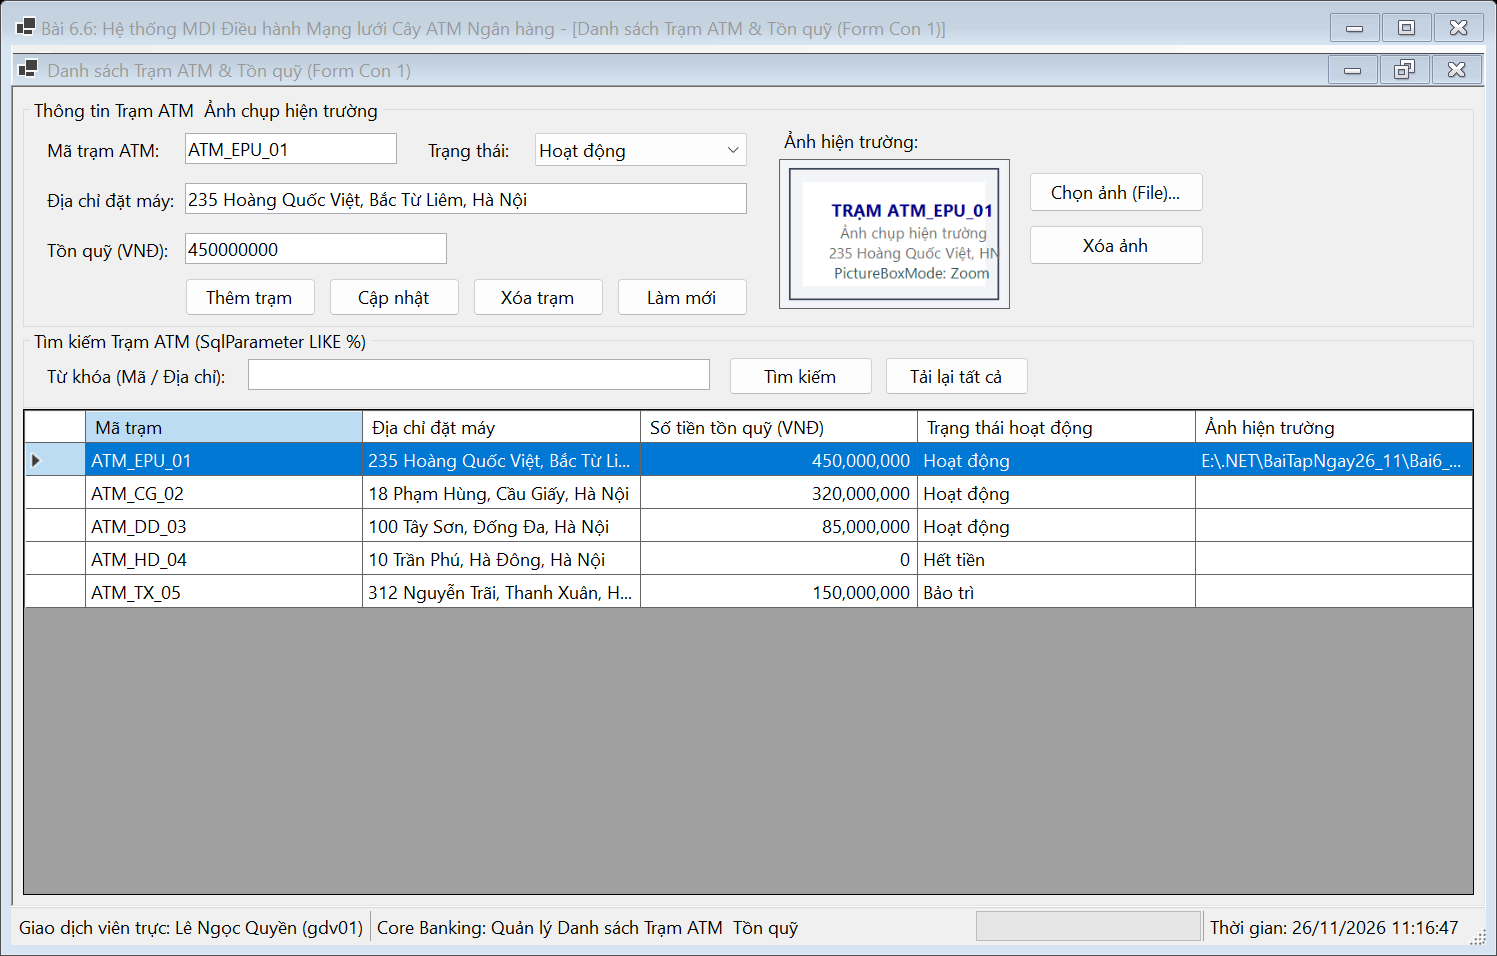 Bài 6.6: Hệ thống MDI Điều hành Mạng lưới Cây ATM Ngân hàng - [Danh sách Trạm ATM & Tồn quỹ (Form Con 1)]
Danh sách Trạm ATM & Tồn quỹ (Form Con 1)
Thông tin Trạm ATM  Ảnh chụp hiện trường
Mã trạm ATM: ATM_EPU_01 Trạng thái: Hoạt động Ảnh hiện trường:
Địa chỉ đặt máy: 235 Hoàng Quốc Việt, Bắc Từ Liêm, Hà Nội
Tồn quỹ (VNĐ): 450000000
Thêm trạm Cập nhật Xóa trạm Làm mới
TRẠM ATM_EPU_01
Ảnh chụp hiện trường
235 Hoàng Quốc Việt, HN
PictureBoxMode: Zoom
Chọn ảnh (File)...
Xóa ảnh
Tìm kiếm Trạm ATM (SqlParameter LIKE %)
Từ khóa (Mã / Địa chỉ): Tìm kiếm Tải lại tất cả
Mã trạm Địa chỉ đặt máy Số tiền tồn quỹ (VNĐ) Trạng thái hoạt động Ảnh hiện trường
ATM_EPU_01 235 Hoàng Quốc Việt, Bắc Từ Li... 450,000,000 Hoạt động E:\.NET\BaiTapNgay26_11\Bai6_...
ATM_CG_02 18 Phạm Hùng, Cầu Giấy, Hà Nội 320,000,000 Hoạt động
ATM_DD_03 100 Tây Sơn, Đống Đa, Hà Nội 85,000,000 Hoạt động
ATM_HD_04 10 Trần Phú, Hà Đông, Hà Nội 0 Hết tiền
ATM_TX_05 312 Nguyễn Trãi, Thanh Xuân, H... 150,000,000 Bảo trì
Giao dịch viên trực: Lê Ngọc Quyền (gdv01) Core Banking: Quản lý Danh sách Trạm ATM  Tồn quỹ Thời gian: 26/11/2026 11:16:47